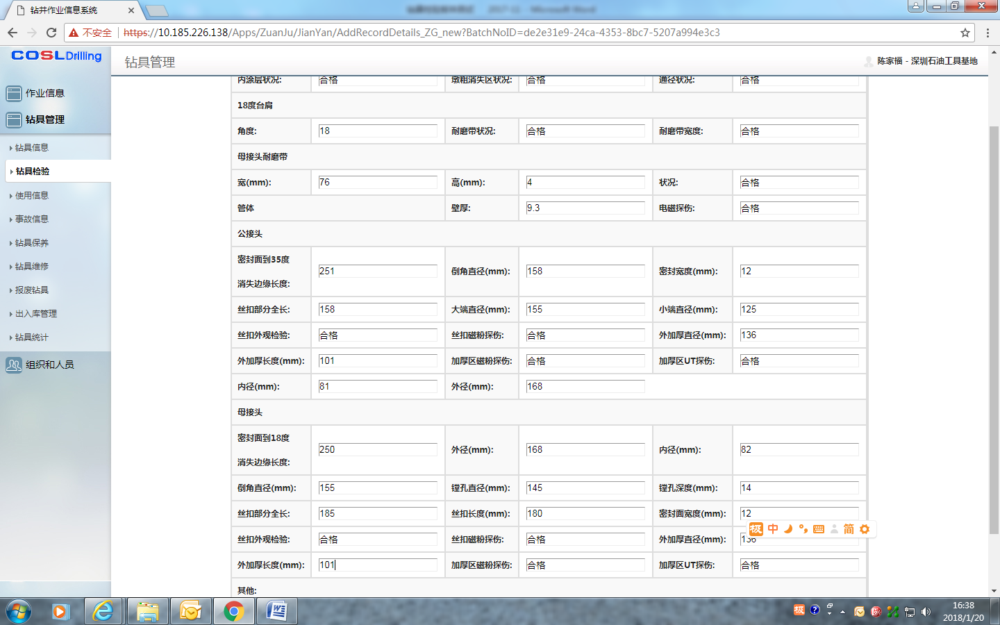 钻井作业信息系统
不安全 https://10.185.226.138/Apps/ZuanJu/JianYan/AddRecordDetails_ZG_new?BatchNoID=de2e31e9-24ca-4353-8bc7-5207a994e3c3
COSL Drilling
钻具管理
陈家福 - 深圳石油工具基地
作业信息
钻具管理
钻具信息
钻具检验
使用信息
事故信息
钻具保养
钻具维修
报废钻具
出入库管理
钻具统计
组织和人员
内涂层状况: 合格 墩粗消失区状况: 合格 通径状况: 合格
18度台肩
角度: 18 耐磨带状况: 合格 耐磨带宽度: 合格
母接头耐磨带
宽(mm): 76 高(mm): 4 状况: 合格
管体 壁厚: 9.3 电磁探伤: 合格
公接头
密封面到35度
消失边缘长度: 251 倒角直径(mm): 158 密封宽度(mm): 12
丝扣部分全长: 158 大端直径(mm): 155 小端直径(mm): 125
丝扣外观检验: 合格 丝扣磁粉探伤: 合格 外加厚直径(mm): 136
外加厚长度(mm): 101 加厚区磁粉探伤: 合格 加厚区UT探伤: 合格
内径(mm): 81 外径(mm): 168
母接头
密封面到18度
消失边缘长度: 250 外径(mm): 168 内径(mm): 82
倒角直径(mm): 155 镗孔直径(mm): 145 镗孔深度(mm): 14
丝扣部分全长: 185 丝扣长度(mm): 180 密封面宽度(mm): 12
极 中 简
丝扣外观检验: 合格 丝扣磁粉探伤: 合格 外加厚直径(mm): 136
外加厚长度(mm): 101 加厚区磁粉探伤: 合格 加厚区UT探伤: 合格
其他:
极
16:38
2018/1/20